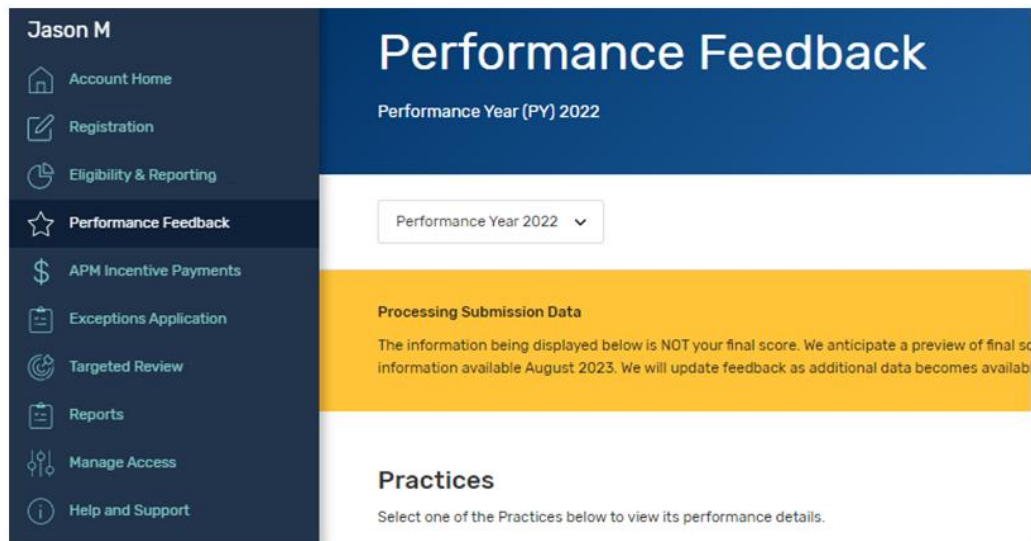 Jason M
Account Home
Registration
Eligibility & Reporting
Performance Feedback
APM Incentive Payments
Exceptions Application
Targeted Review
Reports
Manage Access
Help and Support
Performance Feedback
Performance Year (PY) 2022
Performance Year 2022
Processing Submission Data
The information being displayed below is NOT your final score. We anticipate a preview of final
information available August 2023. We will update feedback as additional data becomes
Practices
Select one of the Practices below to view its performance details.